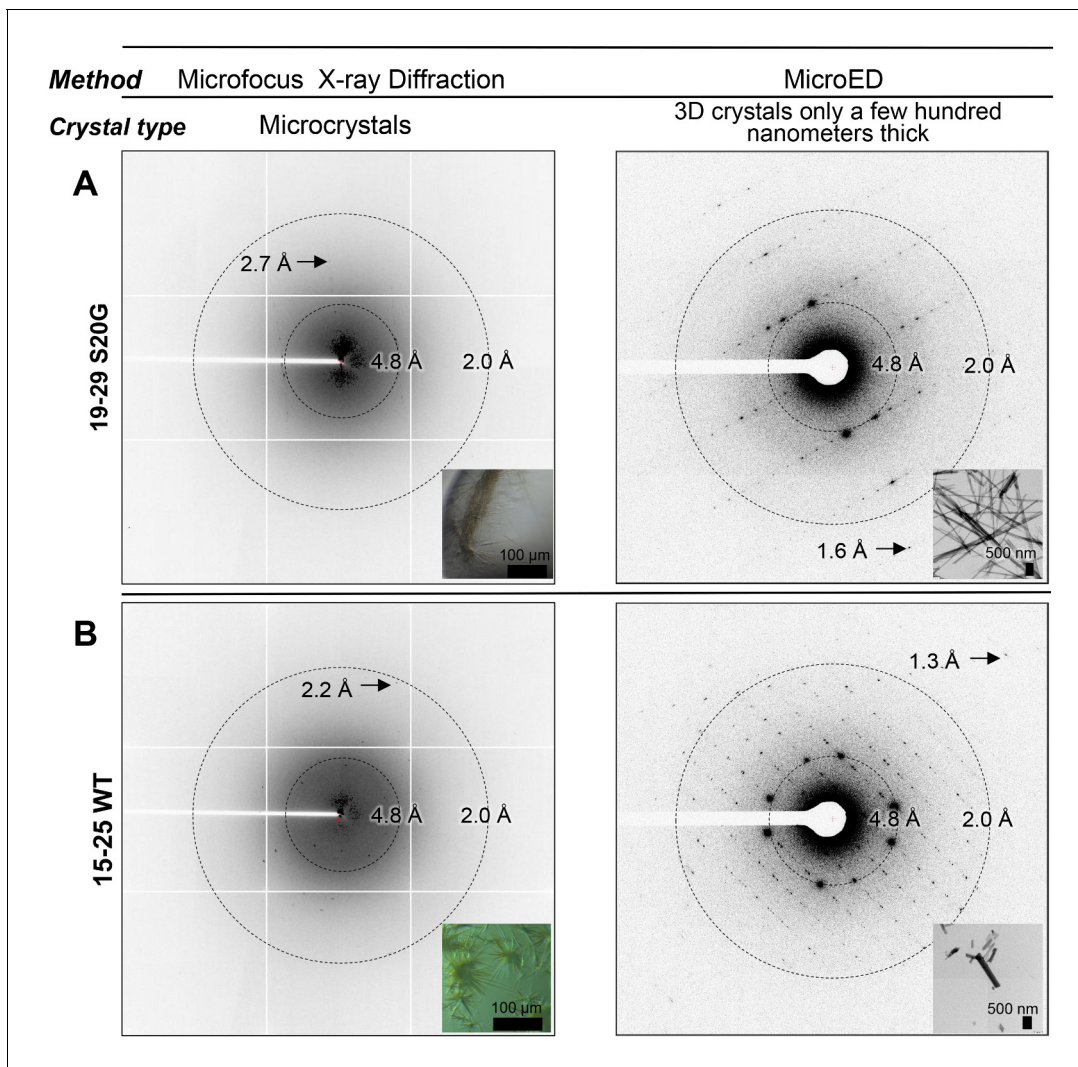 Method Microfocus X-ray Diffraction MicroED
Crystal type Microcrystals 3D crystals only a few hundred
nanometers thick
A
19-29 S20G
2.7 Å
4.8 Å 2.0 Å
100 µm
4.8 Å 2.0 Å
1.6 Å
500 nm
B
15-25 WT
2.2 Å
4.8 Å 2.0 Å
100 µm
1.3 Å
4.8 Å 2.0 Å
500 nm